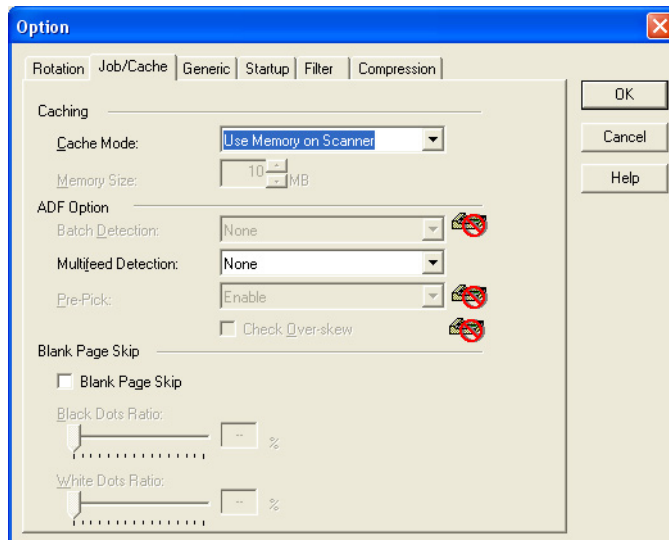 Option
Rotation Job/Cache Generic Startup Filter Compression
OK
Caching
Cache Mode: Use Memory on Scanner
Cancel
Memory Size: 10 MB
Help
ADF Option
Batch Detection: None
Multifeed Detection: None
Pre-Pick: Enable
Check Over-skew
Blank Page Skip
Blank Page Skip
Black Dots Ratio:
-- %
White Dots Ratio:
-- %